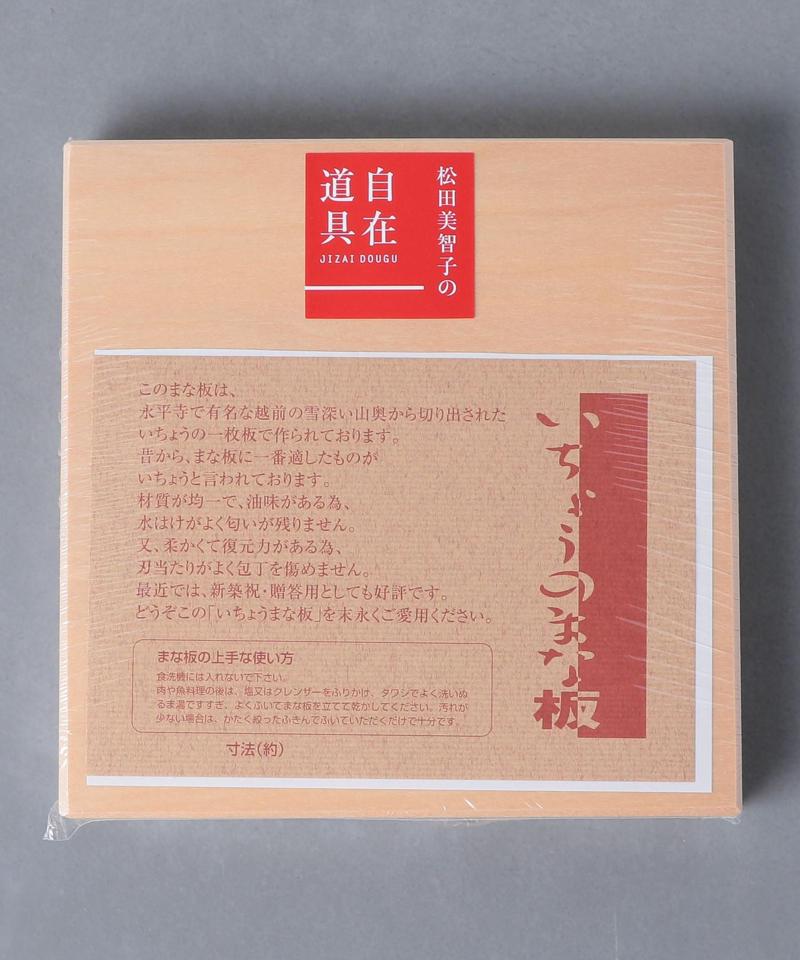 松田美智子の
自在
道具
JIZAI DOUGU
いちょうのまな板
このまな板は、
永平寺で有名な越前の雪深い山奥から切り出された
いちょうの一枚板で作られております。
昔から、まな板に一番適したものが
いちょうと言われております。
材質が均一で、油味がある為、
水はけがよく匂いが残りません。
又、柔かくて復元力がある為、
刃当たりがよく包丁を傷めません。
最近では、新築祝・贈答用としても好評です。
どうぞこの「いちょうまな板」を末永くご愛用ください。
まな板の上手な使い方
食洗機には入れないで下さい。
肉や魚料理の後は、塩又はクレンザーをふりかけ、タワシでよく洗いぬ
るま湯ですすぎ、よくふいてまな板を立てて乾かしてください。汚れが
少ない場合は、かたく絞ったふきんでふいていただくだけで十分です。
寸法(約)